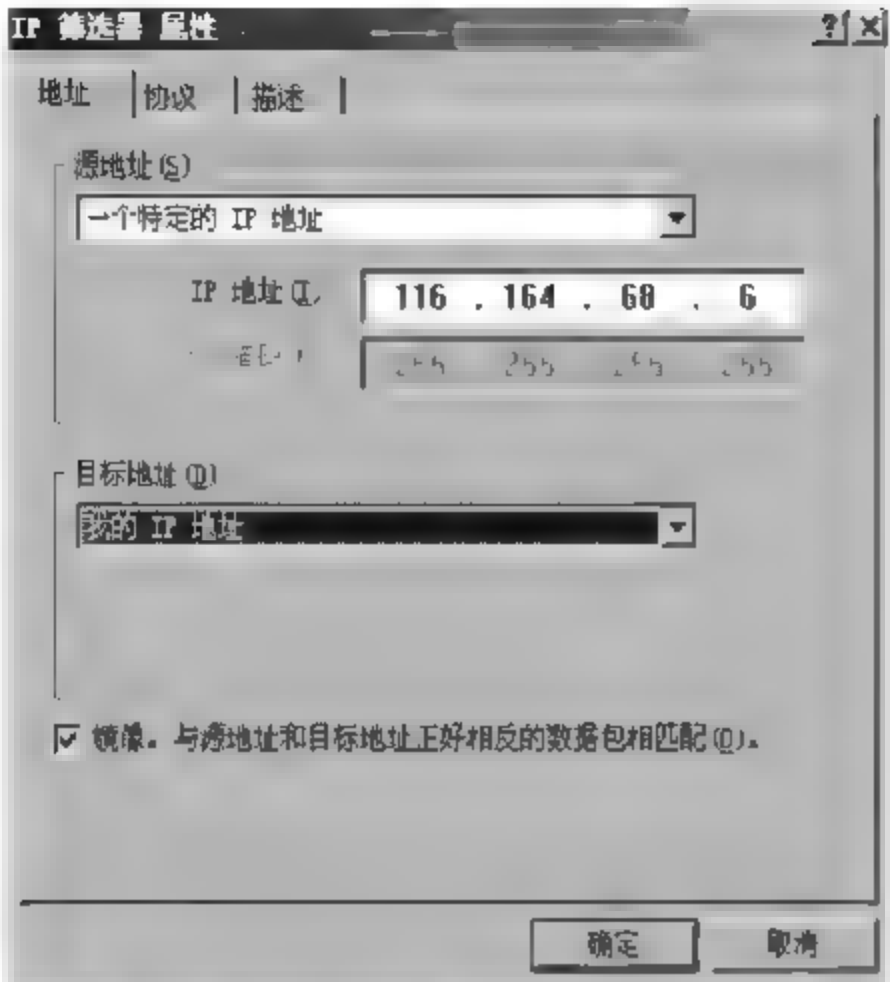 IP 筛选器 属性
地址 协议 描述
源地址(S)
一个特定的 IP 地址
IP 地址(I)
116 . 164 . 68 . 6
255
目标地址(D)
我的 IP 地址
镜像。与源地址和目标地址正好相反的数据包相匹配(O)。
确定 取消